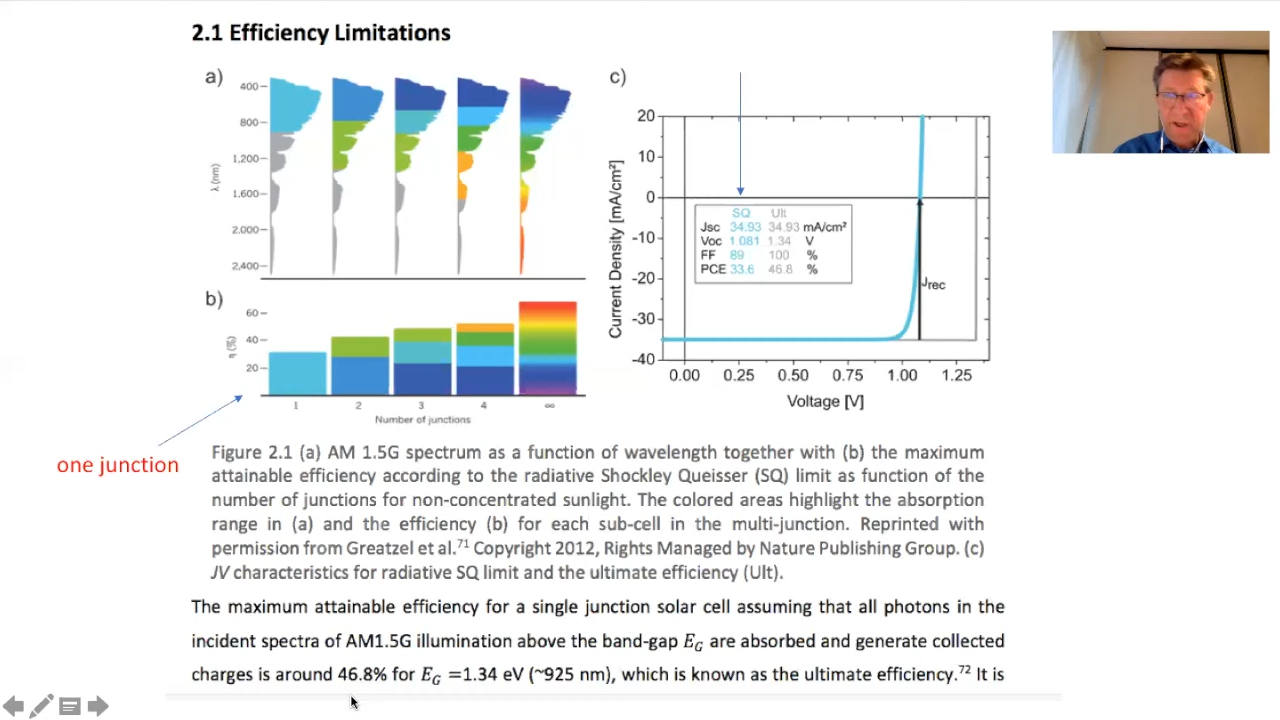 2.1 Efficiency Limitations
a)
400
800
1,200
1,600
2,000
2,400
λ (nm)
b)
60
40
20
η (%)
1 2 3 4 ∞
Number of junctions
one junction
c)
20
10
0
-10
-20
-30
-40
Current Density [mA/cm²]
SQ Ult
Jsc 34.93 34.93 mA/cm²
Voc 1.081 1.34 V
FF 89 100 %
PCE 33.6 46.8 %
Jrec
0.00 0.25 0.50 0.75 1.00 1.25
Voltage [V]
Figure 2.1 (a) AM 1.5G spectrum as a function of wavelength together with (b) the maximum
attainable efficiency according to the radiative Shockley Queisser (SQ) limit as function of the
number of junctions for non-concentrated sunlight. The colored areas highlight the absorption
range in (a) and the efficiency (b) for each sub-cell in the multi-junction. Reprinted with
permission from Greatzel et al.⁷¹ Copyright 2012, Rights Managed by Nature Publishing Group. (c)
JV characteristics for radiative SQ limit and the ultimate efficiency (Ult).
The maximum attainable efficiency for a single junction solar cell assuming that all photons in the
incident spectra of AM1.5G illumination above the band-gap E_G are absorbed and generate collected
charges is around 46.8% for E_G =1.34 eV (~925 nm), which is known as the ultimate efficiency.⁷² It is